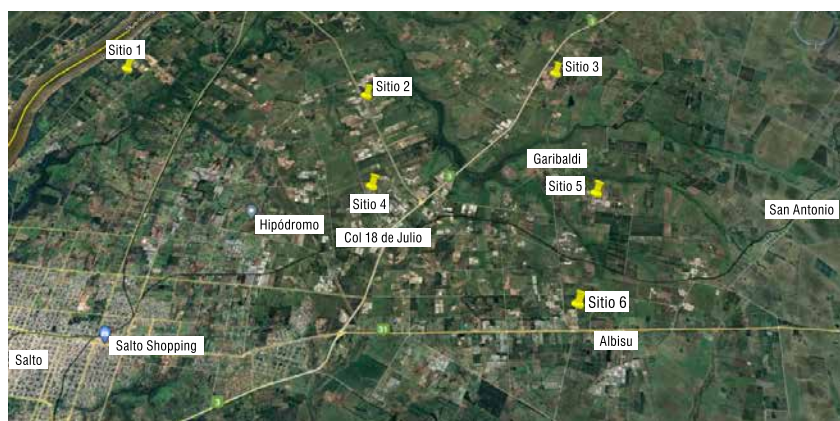 Sitio 1
Sitio 2
Sitio 3
Garibaldi
Sitio 5
Sitio 4
San Antonio
Hipódromo
Col 18 de Julio
3
3
Sitio 6
31
Albisu
Salto Shopping
Salto
3